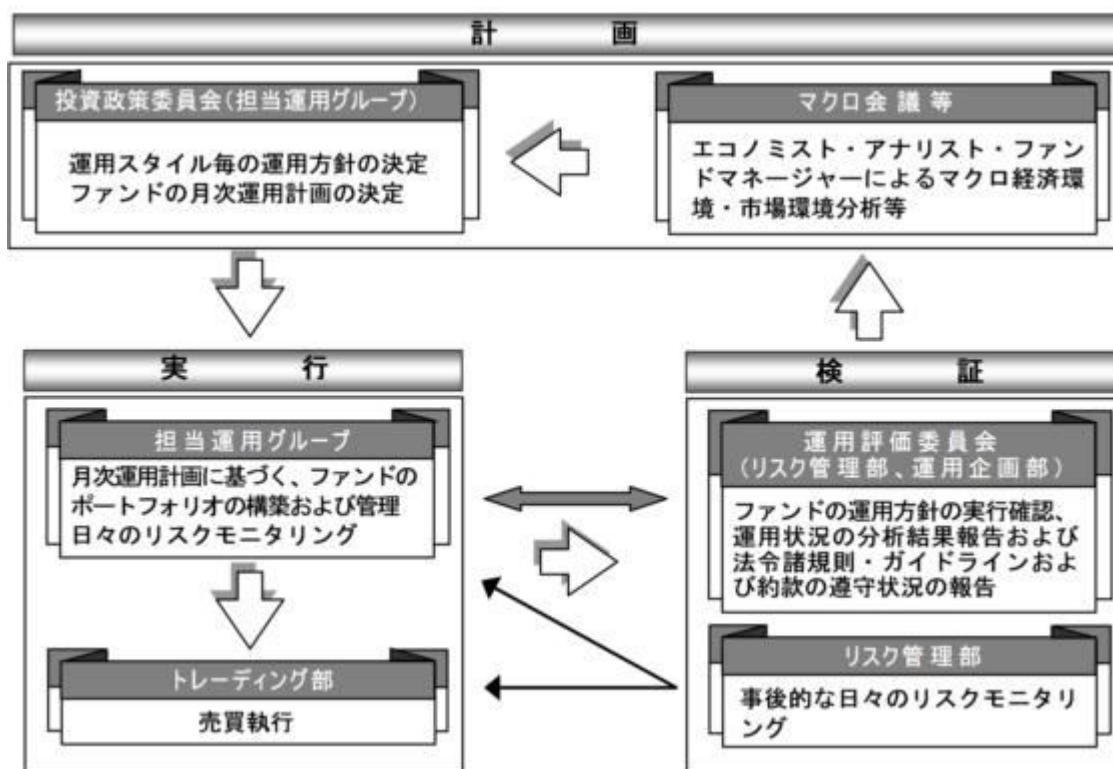 計画
投資政策委員会(担当運用グループ)
運用スタイル毎の運用方針の決定
ファンドの月次運用計画の決定
マクロ会議等
エコノミスト・アナリスト・ファン
ドマネージャーによるマクロ経済環
境・市場環境分析等
実行
担当運用グループ
月次運用計画に基づく、ファンドの
ポートフォリオの構築および管理
日々のリスクモニタリング
トレーディング部
売買執行
検証
運用評価委員会
(リスク管理部、運用企画部)
ファンドの運用方針の実行確認、
運用状況の分析結果報告および
法令諸規則・ガイドラインおよ
び約款の遵守状況の報告
リスク管理部
事後的な日々のリスクモニタリ
ング